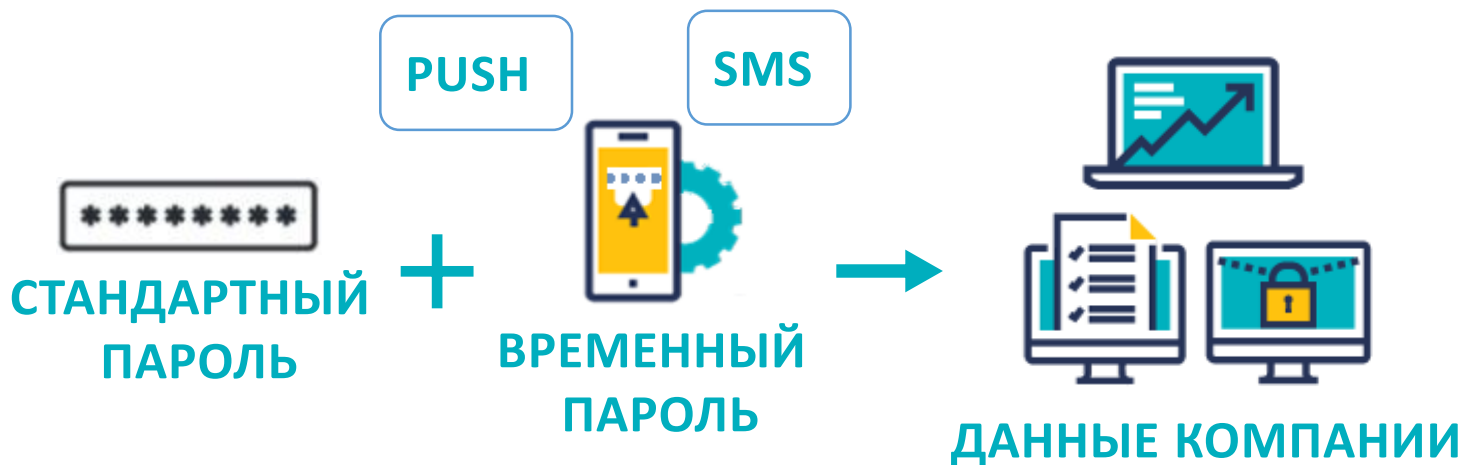 PUSH
SMS
********
СТАНДАРТНЫЙ
ПАРОЛЬ
+
ВРЕМЕННЫЙ
ПАРОЛЬ
ДАННЫЕ КОМПАНИИ